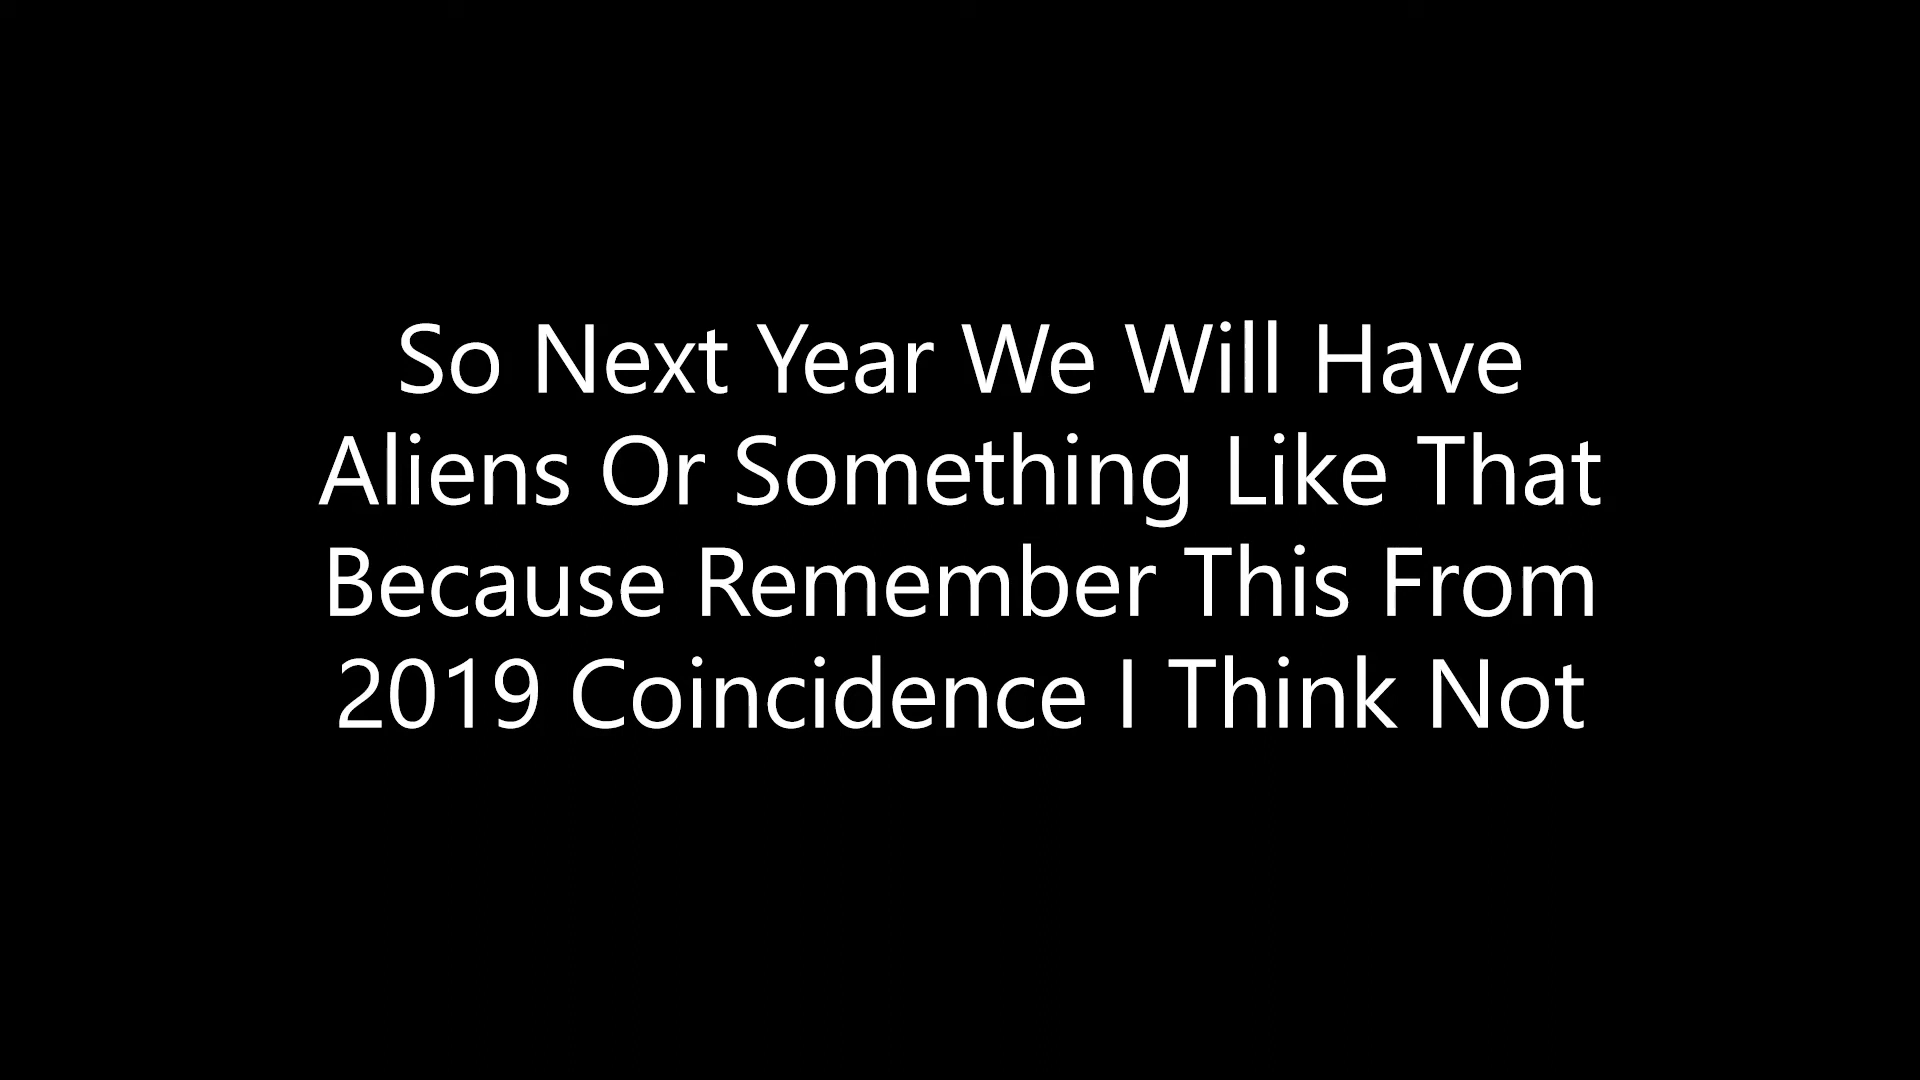 So Next Year We Will Have
Aliens Or Something Like That
Because Remember This From
2019 Coincidence I Think Not